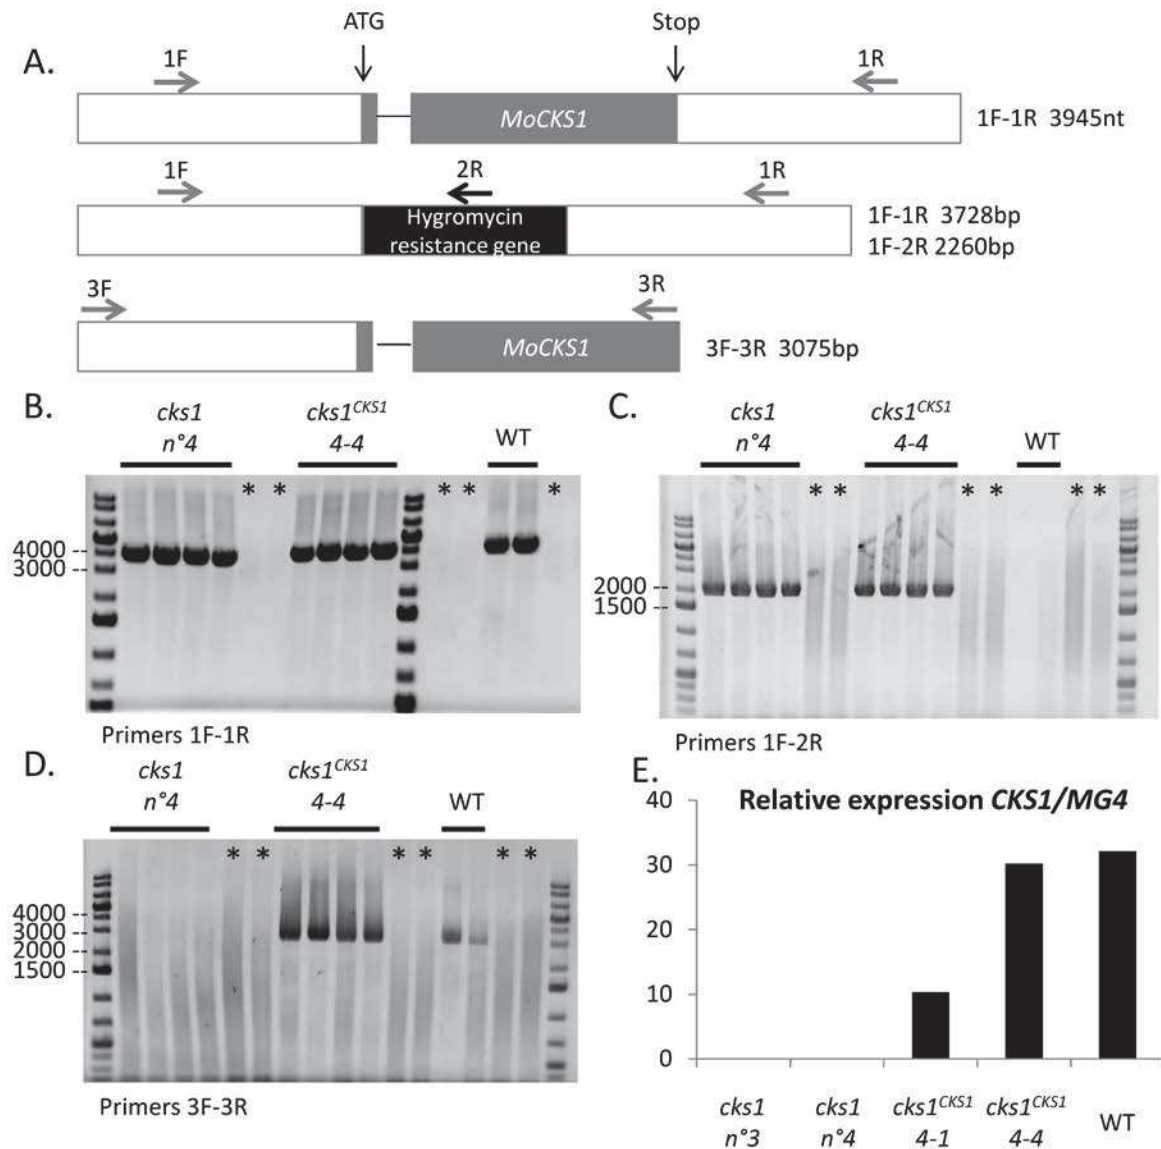 A.
ATG
Stop
1F
1R
MoCKS1
1F-1R 3945nt
1F
2R
1R
Hygromycin
resistance gene
1F-1R 3728bp
1F-2R 2260bp
3F
3R
MoCKS1
3F-3R 3075bp
B.
cks1
n°4
cks1CKS1
4-4
WT
* * * * *
4000
3000
Primers 1F-1R
C.
cks1
n°4
cks1CKS1
4-4
WT
* * * * * *
2000
1500
Primers 1F-2R
D.
cks1
n°4
cks1CKS1
4-4
WT
* * * * * *
4000
3000
2000
1500
Primers 3F-3R
E.
Relative expression CKS1/MG4
40
30
20
10
0
cks1
n°3
cks1
n°4
cks1CKS1
4-1
cks1CKS1
4-4
WT